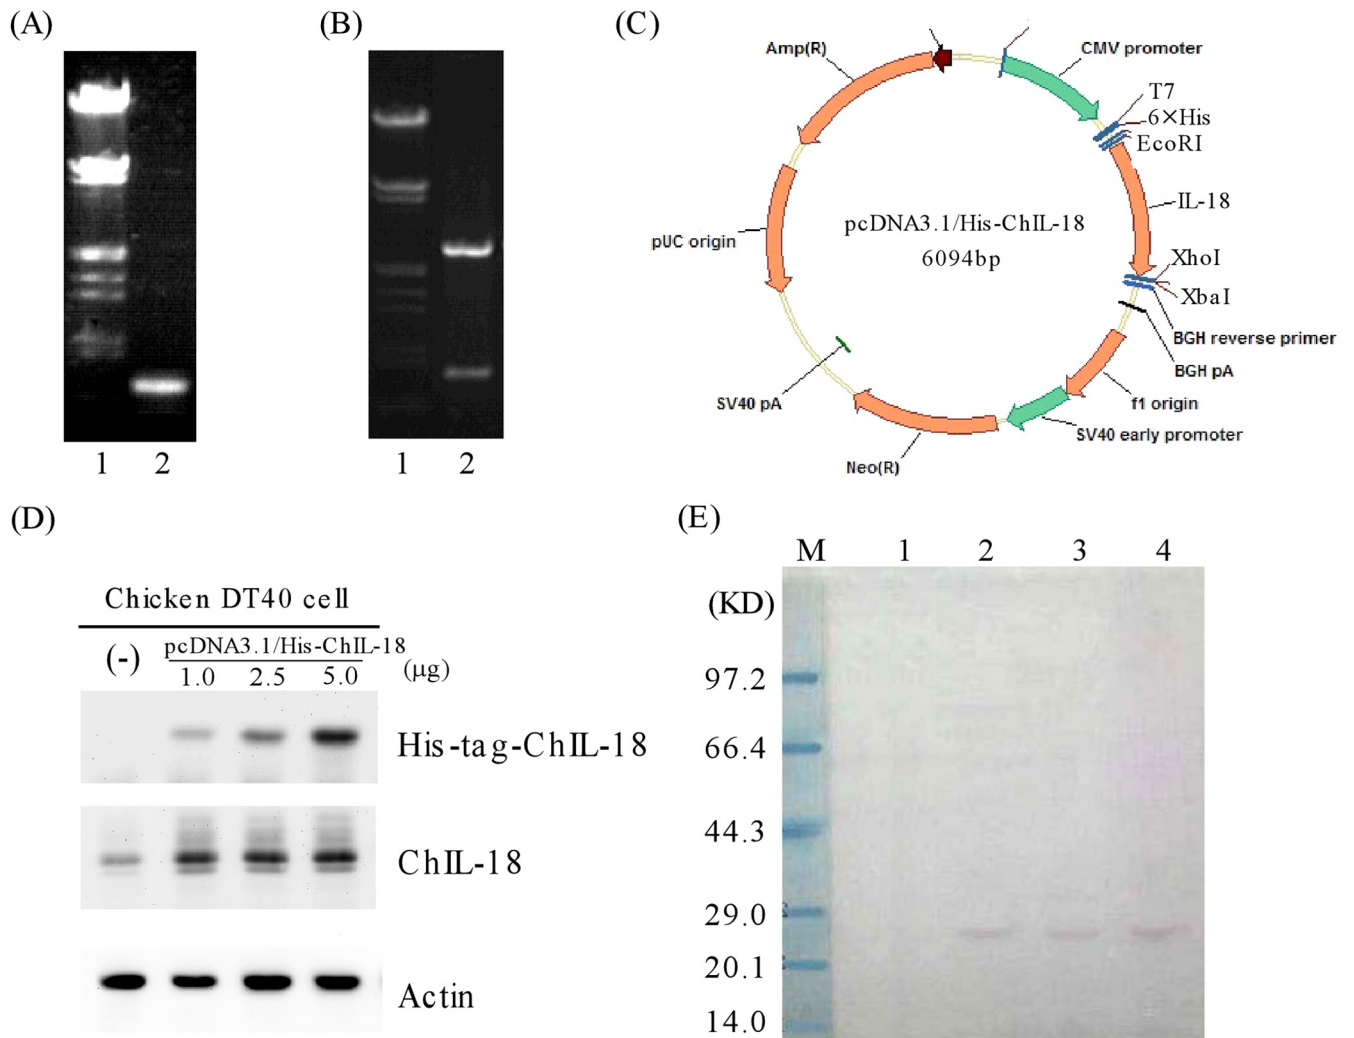 (A)
(B)
(C)
1 2
1 2
Amp(R)
CMV promoter
T7
6×His
EcoRI
IL-18
pcDNA3.1/His-ChIL-18
6094bp
pUC origin
XhoI
XbaI
BGH reverse primer
BGH pA
SV40 pA
f1 origin
SV40 early promoter
Neo(R)
(D)
Chicken DT40 cell
(-)
pcDNA3.1/His-ChIL-18
1.0 2.5 5.0 (µg)
His-tag-ChIL-18
ChIL-18
Actin
(E)
M 1 2 3 4
(KD)
97.2
66.4
44.3
29.0
20.1
14.0